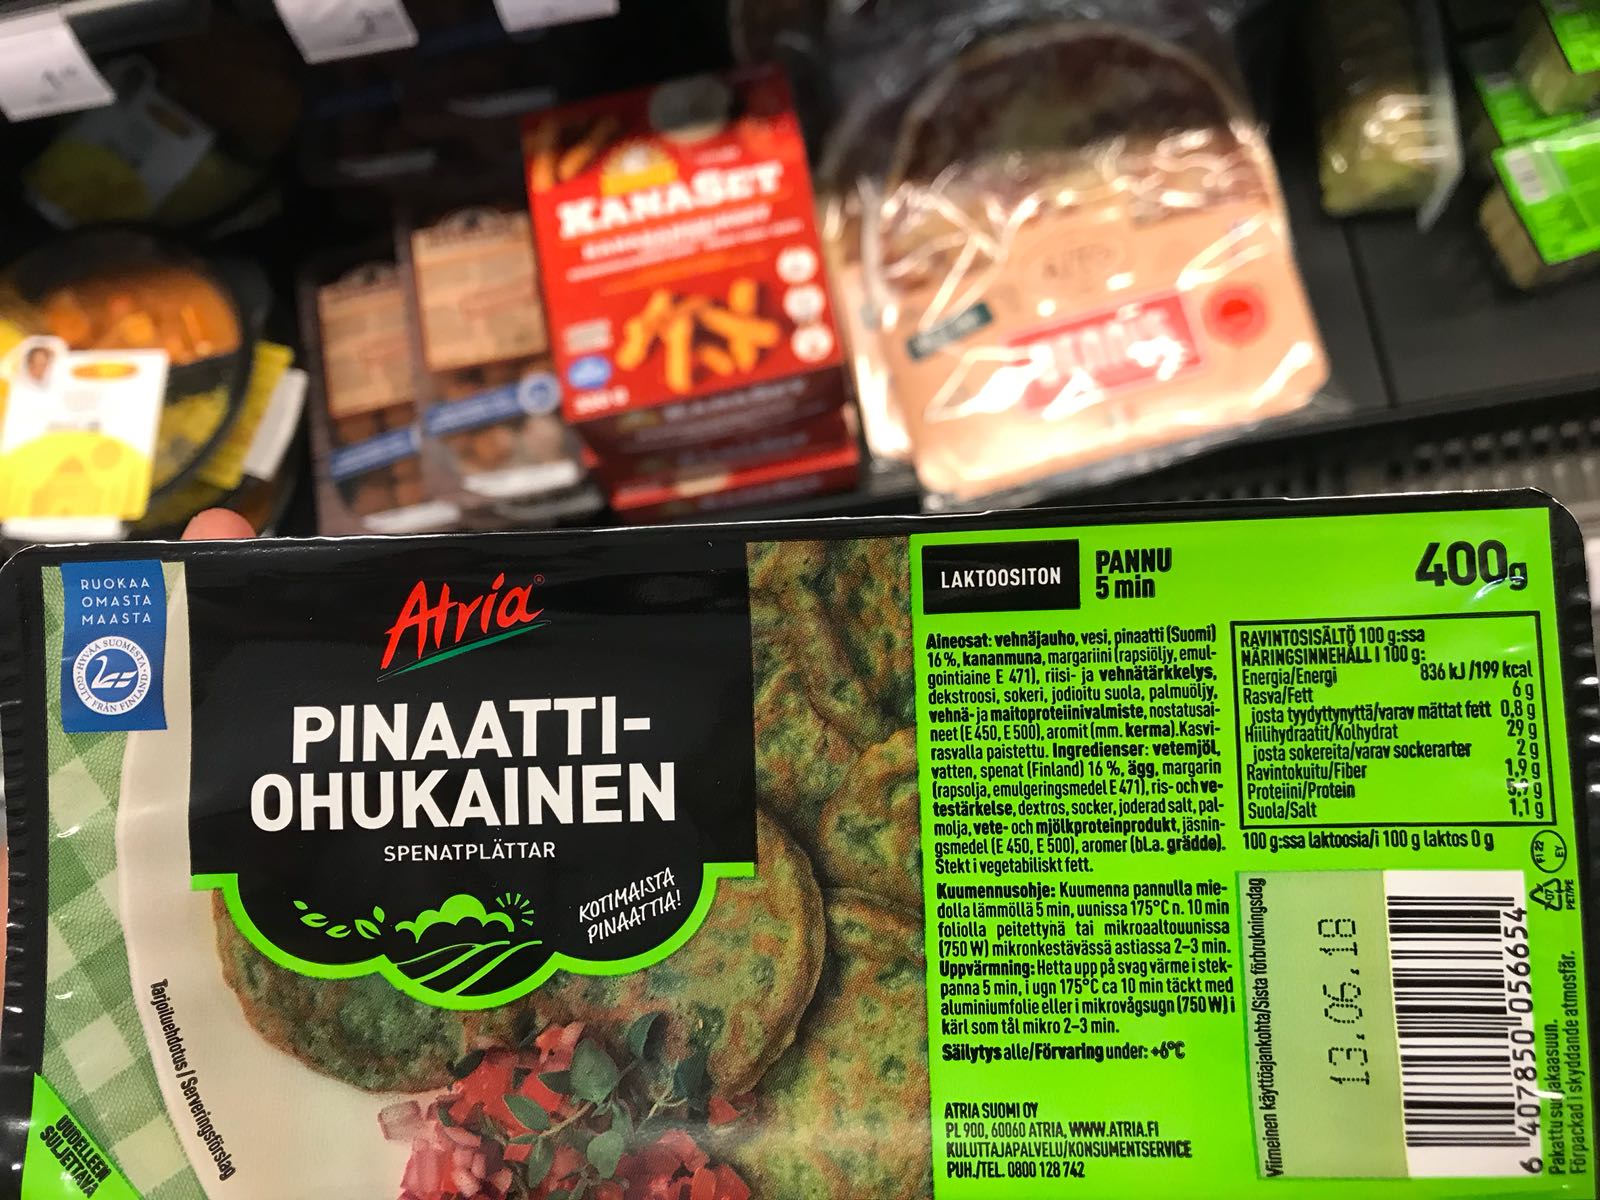 KANASET
RUOKAA
OMASTA
MAASTA
HYVÄÄ SUOMESTA
GOTT FRÅN FINLAND
Atria®
PINAATTI-
OHUKAINEN
SPENATPLÄTTAR
KOTIMAISTA
PINAATTIA!
Tarjoiluehdotus / Serveringsförslag
UUDELLEEN
SULJETTAVA
LAKTOOSITON
PANNU
5 min
400g
Aineosat: vehnäjauho, vesi, pinaatti (Suomi)
16 %, kananmuna, margariini (rapsiöljy, emul-
gointiaine E 471), riisi- ja vehnätärkkelys,
dekstroosi, sokeri, jodioitu suola, palmuöljy,
vehnä- ja maitoproteiinivalmiste, nostatusai-
neet (E 450, E 500), aromit (mm. kerma). Kasvi-
rasvalla paistettu. Ingredienser: vetemjöl,
vatten, spenat (Finland) 16 %, ägg, margarin
(rapsolja, emulgeringsmedel E 471), ris- och ve-
testärkelse, dextros, socker, joderad salt, pal-
molja, vete- och mjölkproteinprodukt, jäsnin-
gsmedel (E 450, E 500), aromer (bl.a. grädde).
Stekt i vegetabiliskt fett.
Kuumennusohje: Kuumenna pannulla mie-
dolla lämmöllä 5 min, uunissa 175°C n. 10 min
foliolla peitettynä tai mikroaaltouunissa
(750 W) mikronkestävässä astiassa 2–3 min.
Uppvärmning: Hetta upp på svag värme i stek-
panna 5 min, i ugn 175°C ca 10 min täckt med
aluminiumfolie eller i mikrovågsugn (750 W) i
kärl som tål mikro 2–3 min.
Säilytys alle/Förvaring under: +6°C
ATRIA SUOMI OY
PL 900, 60060 ATRIA, WWW.ATRIA.FI
KULUTTAJAPALVELU/KONSUMENTSERVICE
PUH./TEL. 0800 128 742
RAVINTOSISÄLTÖ 100 g:ssa
NÄRINGSINNEHÅLL I 100 g:
Energia/Energi 836 kJ /199 kcal
Rasva/Fett 6 g
josta tyydyttynyttä/varav mättat fett 0,8 g
Hiilihydraatit/Kolhydrat 29 g
josta sokereita/varav sockerarter 2 g
Ravintokuitu/Fiber 1,9 g
Proteiini/Protein 5,9 g
Suola/Salt 1,1 g
100 g:ssa laktoosia/i 100 g laktos 0 g
Viimeinen käyttöajankohta/Sista förbrukningsdag
13.06.18
6 407850 056654
Pakattu suojakaasuun.
Förpackad i skyddande atmosfär.
07
PET/PE